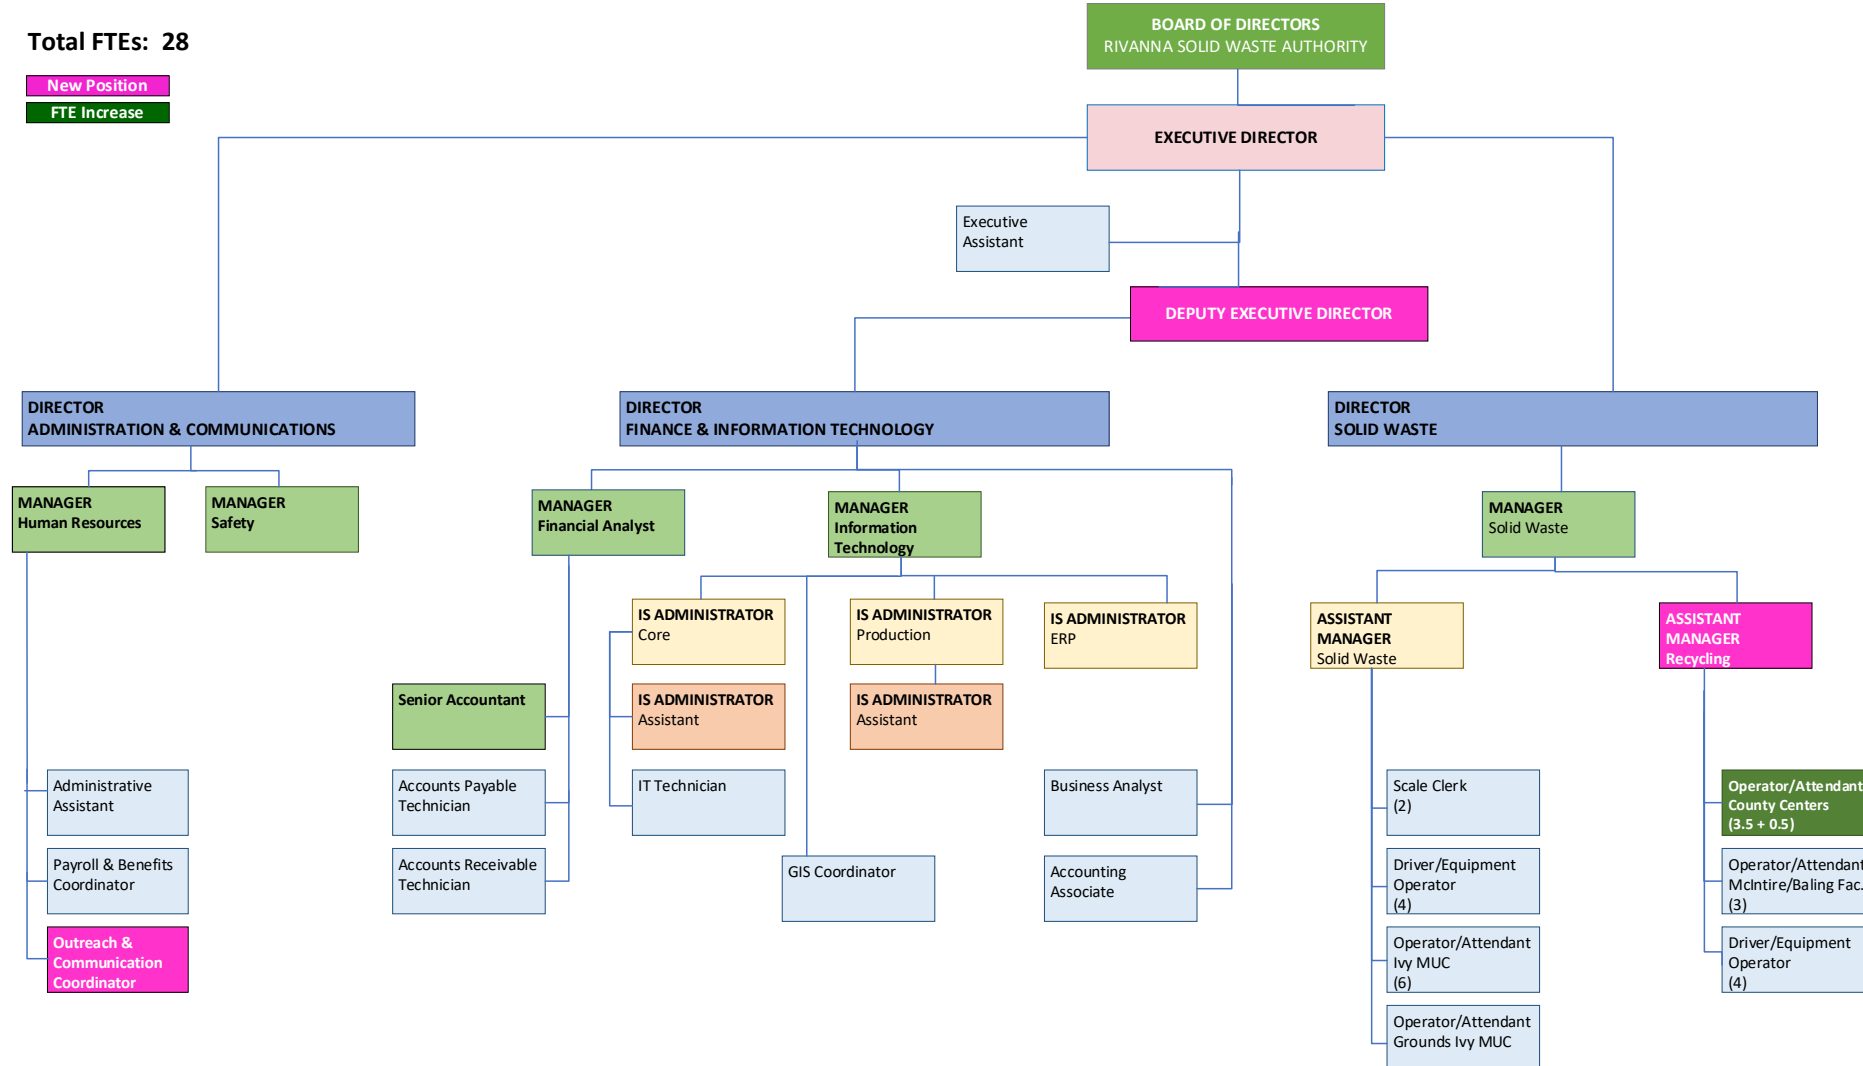 Total FTEs: 28
New Position
FTE Increase
BOARD OF DIRECTORS
RIVANNA SOLID WASTE AUTHORITY
EXECUTIVE DIRECTOR
Executive
Assistant
DEPUTY EXECUTIVE DIRECTOR
DIRECTOR
ADMINISTRATION & COMMUNICATIONS
DIRECTOR
FINANCE & INFORMATION TECHNOLOGY
DIRECTOR
SOLID WASTE
MANAGER
Human Resources
MANAGER
Safety
MANAGER
Financial Analyst
MANAGER
Information
Technology
MANAGER
Solid Waste
IS ADMINISTRATOR
Core
IS ADMINISTRATOR
Production
IS ADMINISTRATOR
ERP
ASSISTANT
MANAGER
Solid Waste
ASSISTANT
MANAGER
Recycling
Senior Accountant
IS ADMINISTRATOR
Assistant
IS ADMINISTRATOR
Assistant
Administrative
Assistant
Accounts Payable
Technician
IT Technician
Business Analyst
Scale Clerk
(2)
Operator/Attendant
County Centers
(3.5 + 0.5)
Payroll & Benefits
Coordinator
Accounts Receivable
Technician
GIS Coordinator
Accounting
Associate
Driver/Equipment
Operator
(4)
Operator/Attendant
McIntire/Baling Fac.
(3)
Outreach &
Communication
Coordinator
Operator/Attendant
Ivy MUC
(6)
Driver/Equipment
Operator
(4)
Operator/Attendant
Grounds Ivy MUC